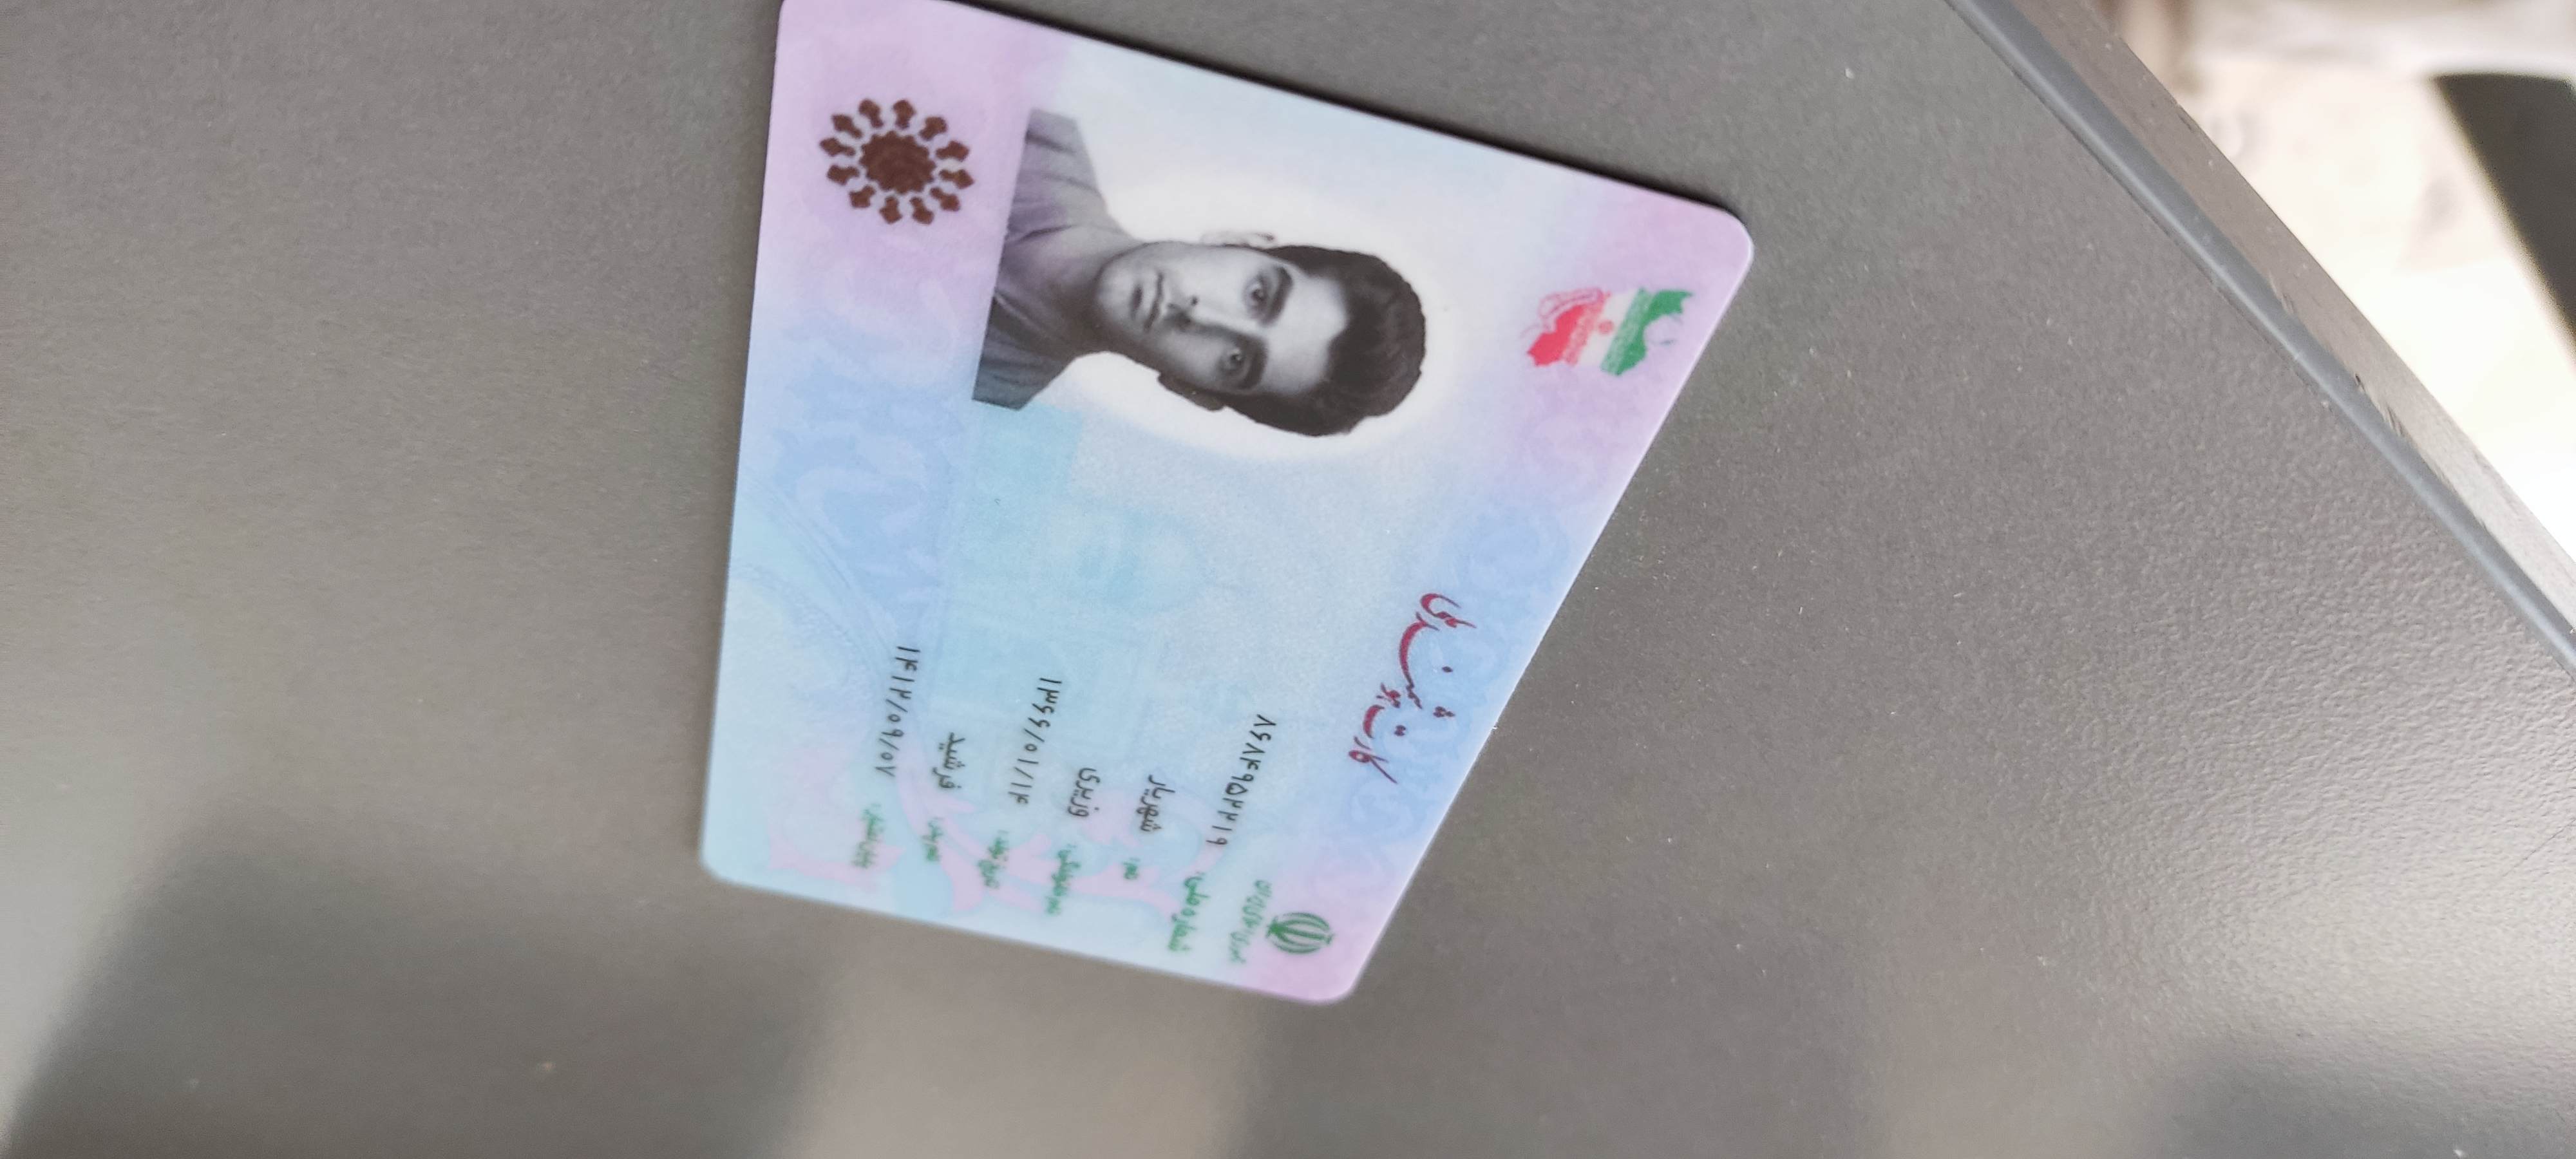 جمهوری اسلامی ایران
کارت هوشمند ملی
شماره ملی: ۸۶۸۴۹۵۲۲۱۹
نام: شهریار
نام خانوادگی: وزیری
تاریخ تولد: ۱۳۶۶/۰۱/۱۴
نام پدر: فرشید
پایان اعتبار: ۱۴۱۲/۰۹/۰۷